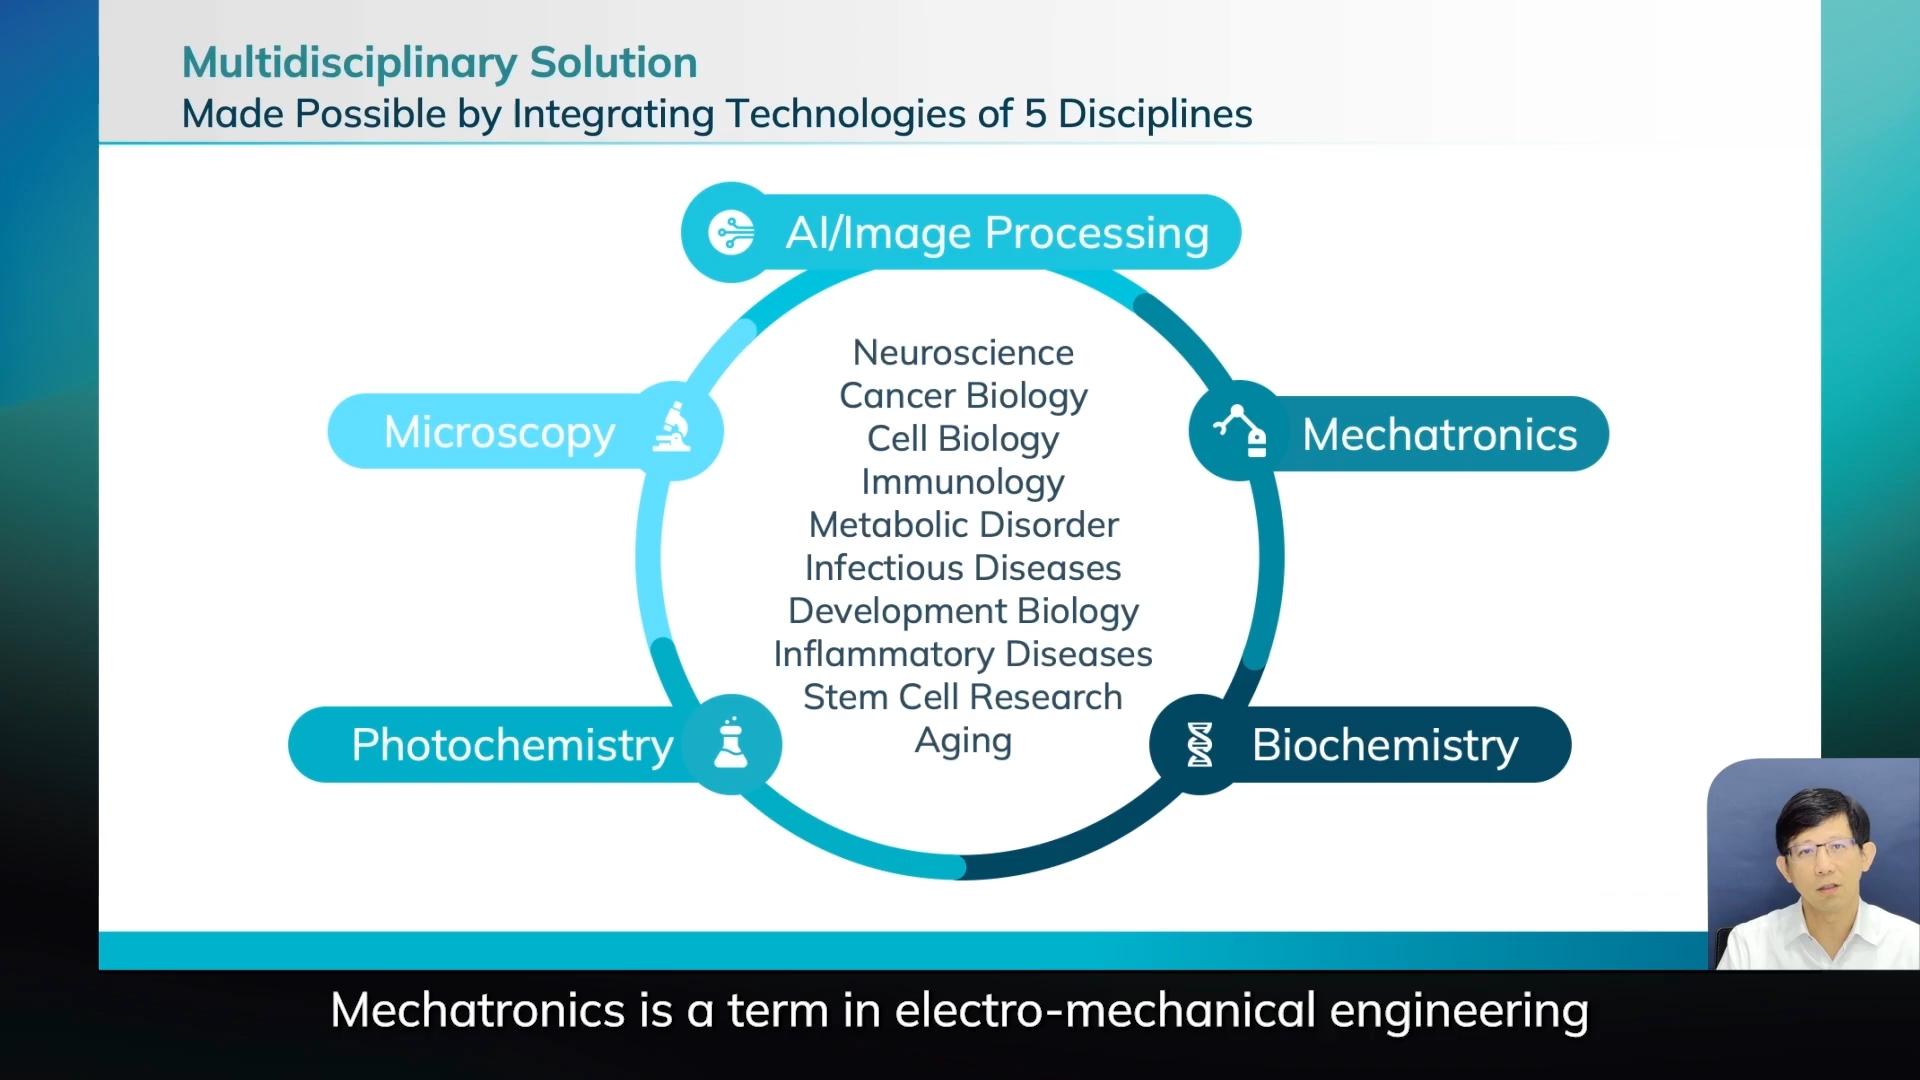 Multidisciplinary Solution
Made Possible by Integrating Technologies of 5 Disciplines
AI/Image Processing
Microscopy
Mechatronics
Photochemistry
Biochemistry
Neuroscience
Cancer Biology
Cell Biology
Immunology
Metabolic Disorder
Infectious Diseases
Development Biology
Inflammatory Diseases
Stem Cell Research
Aging
Mechatronics is a term in electro-mechanical engineering